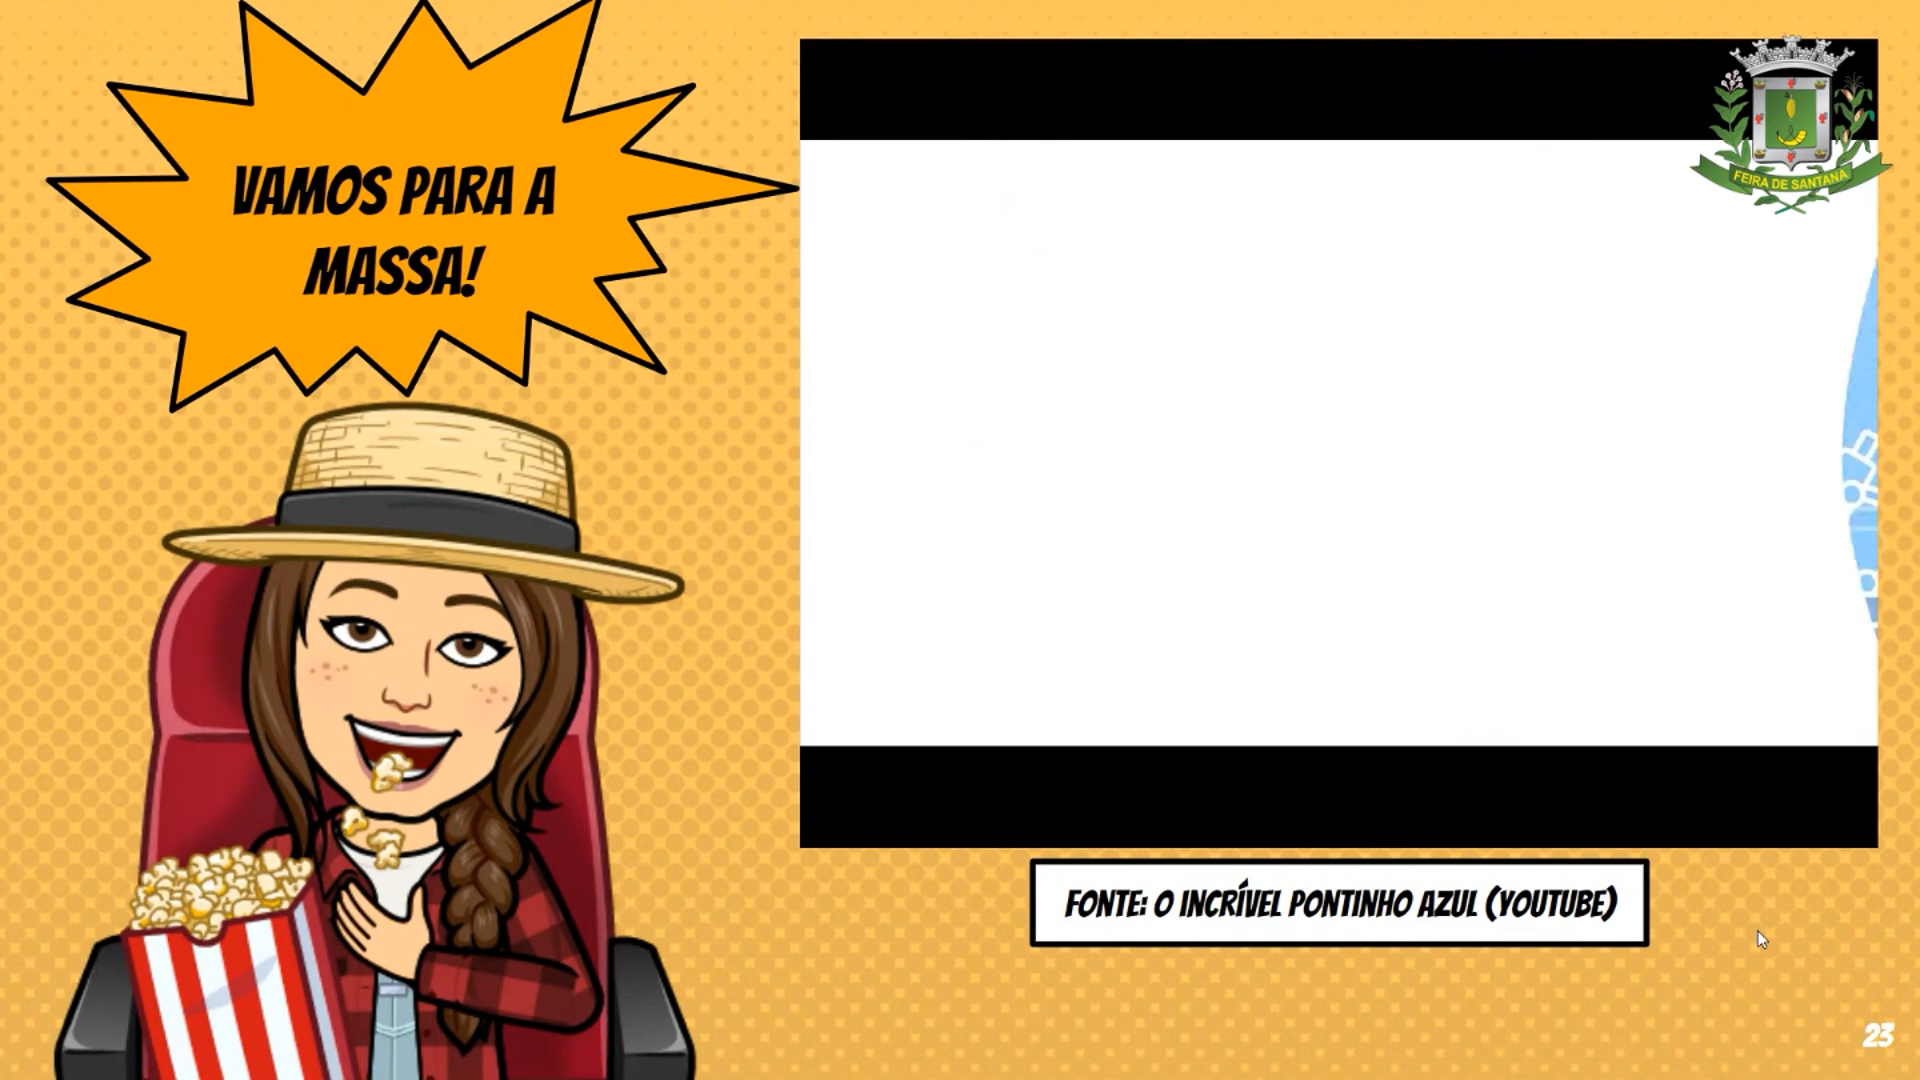 VAMOS PARA A
MASSA!
FEIRA DE SANTANA
FONTE: O INCRÍVEL PONTINHO AZUL (YOUTUBE)
23